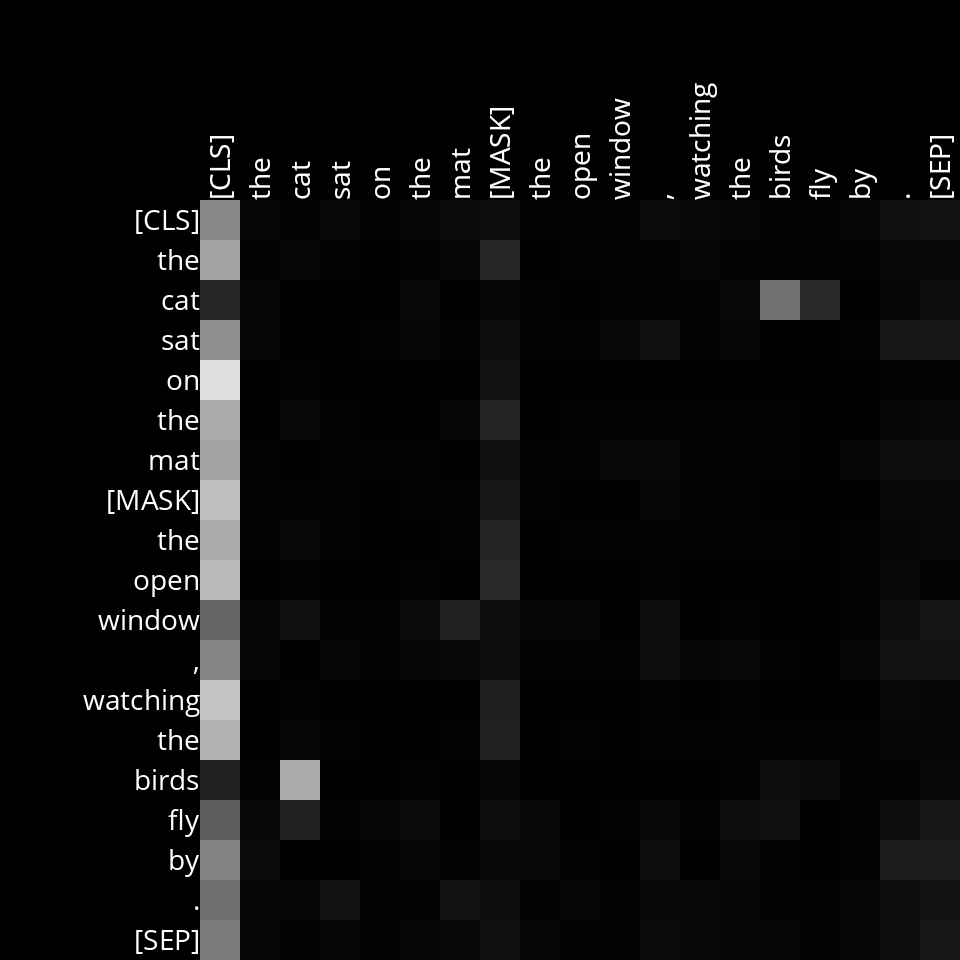 [CLS] the cat sat on the mat [MASK] the open window , watching the birds fly by . [SEP]
[CLS]
the
cat
sat
on
the
mat
[MASK]
the
open
window
,
watching
the
birds
fly
by
.
[SEP]